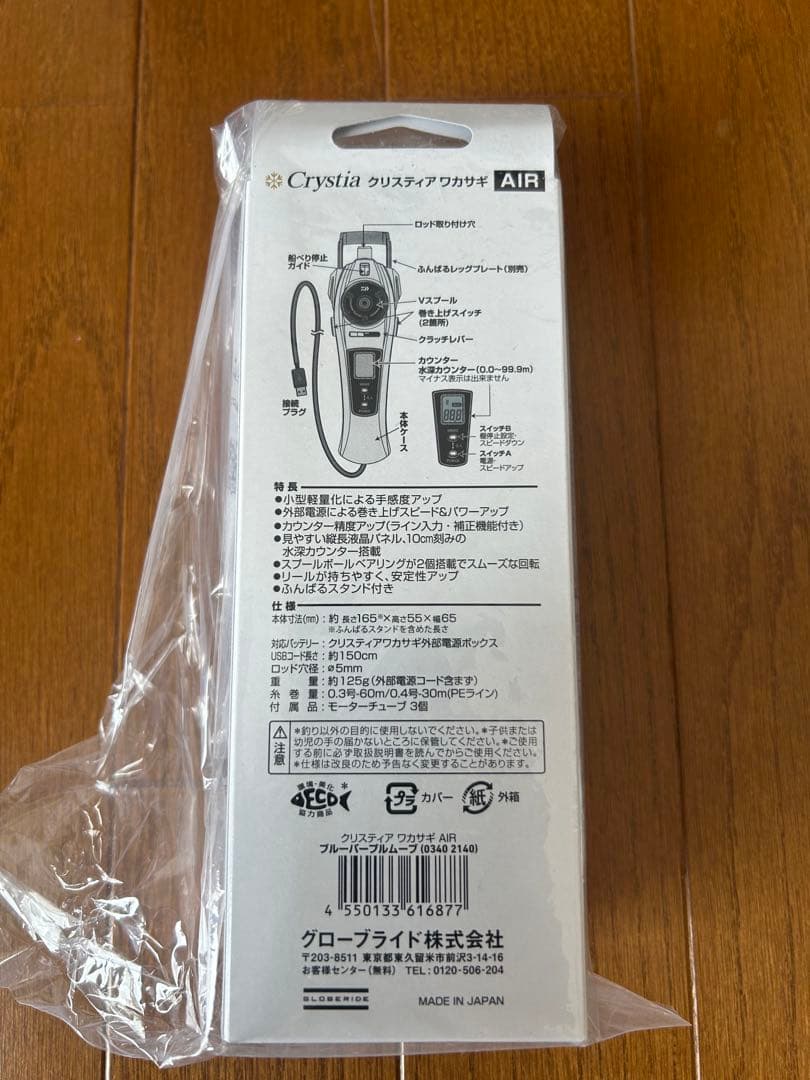 Crystia クリスティア ワカサギ AIR
ロッド取り付け穴
船べり停止
ガイド
ふんばるレッグプレート(別売)
Vスプール
巻き上げスイッチ
(2箇所)
クラッチレバー
カウンター
水深カウンター(0.0〜99.9m)
マイナス表示は出来ません
接続
プラグ
本体ケース
スイッチB
棚停止設定・
スピードダウン
スイッチA
電源・
スピードアップ
特長
●小型軽量化による手感度アップ
●外部電源による巻き上げスピード&パワーアップ
●カウンター精度アップ(ライン入力・補正機能付き)
●見やすい縦長液晶パネル、10cm刻みの
水深カウンター搭載
●スプールボールベアリングが2個搭載でスムーズな回転
●リールが持ちやすく、安定性アップ
●ふんばるスタンド付き
仕様
本体寸法(mm):約 長さ165※×高さ55×幅65
※ふんばるスタンドを含めた長さ
対応バッテリー:クリスティアワカサギ外部電源ボックス
USBコード長さ:約150cm
ロッド穴径:ø5mm
重量:約125g(外部電源コード含まず)
糸巻量:0.3号-60m/0.4号-30m(PEライン)
付属品:モーターチューブ 3個
注意
＊釣り以外の目的に使用しないでください。＊子供または
幼児の手の届かないところに保管してください。＊ご使用
する前に必ず取扱説明書を読んでからご使用ください。
＊仕様は改良のため予告なく変更することがあります。
環境・美化
ECO
協力商品
プラ カバー
紙 外箱
クリスティア ワカサギ AIR
ブルーパープルムーブ(0340 2140)
4 550133 616877
グローブライド株式会社
〒203-8511 東京都東久留米市前沢3-14-16
お客様センター(無料) TEL:0120-506-204
GLOBERIDE
MADE IN JAPAN